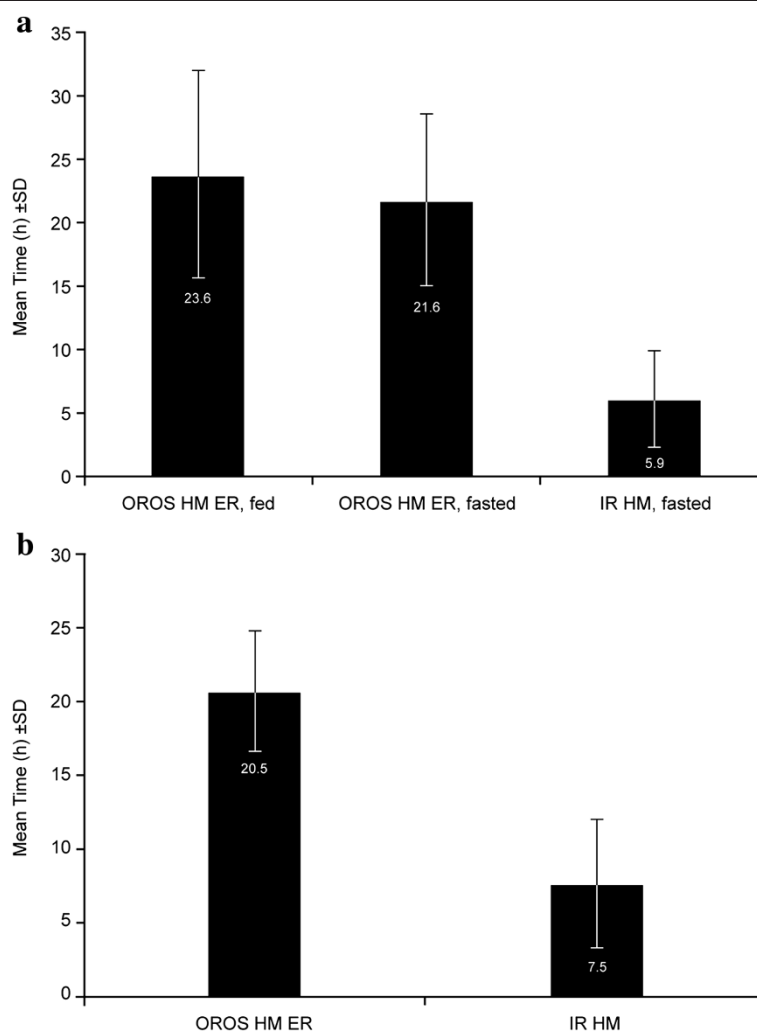 a
35
30
25
20
15
10
5
0
Mean Time (h) ±SD
23.6
21.6
5.9
OROS HM ER, fed
OROS HM ER, fasted
IR HM, fasted
b
30
25
20
15
10
5
0
Mean Time (h) ±SD
20.5
7.5
OROS HM ER
IR HM